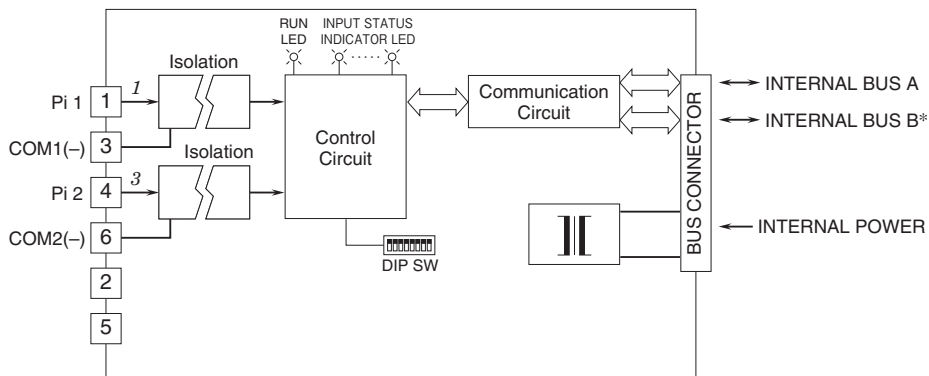 RUN
LED
INPUT STATUS
INDICATOR LED
Isolation
Pi 1
1
1
COM1(–)
3
Isolation
Pi 2
4
3
COM2(–)
6
2
5
Control
Circuit
DIP SW
Communication
Circuit
BUS CONNECTOR
INTERNAL BUS A
INTERNAL BUS B*
INTERNAL POWER